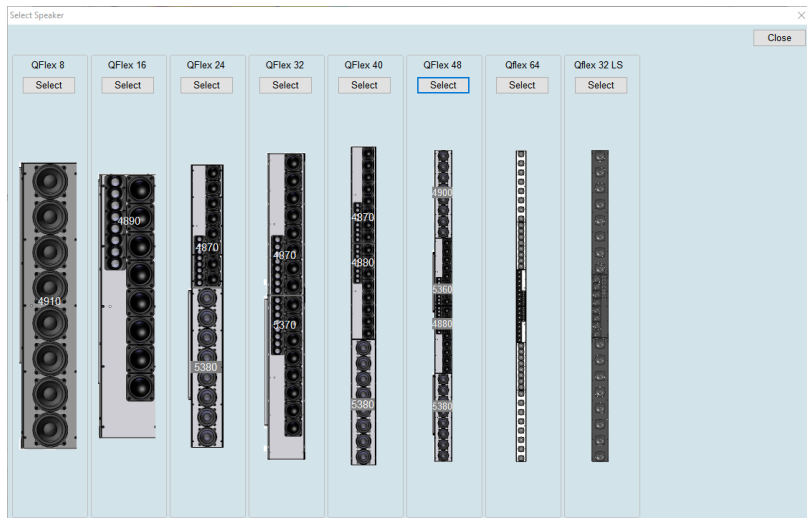 Select Speaker
Close
QFlex 8
QFlex 16
QFlex 24
QFlex 32
QFlex 40
QFlex 48
Qflex 64
Qflex 32 LS
Select
Select
Select
Select
Select
Select
Select
Select
4910
4890
4870
5380
4970
5370
4870
4880
5380
4900
5360
4880
5380